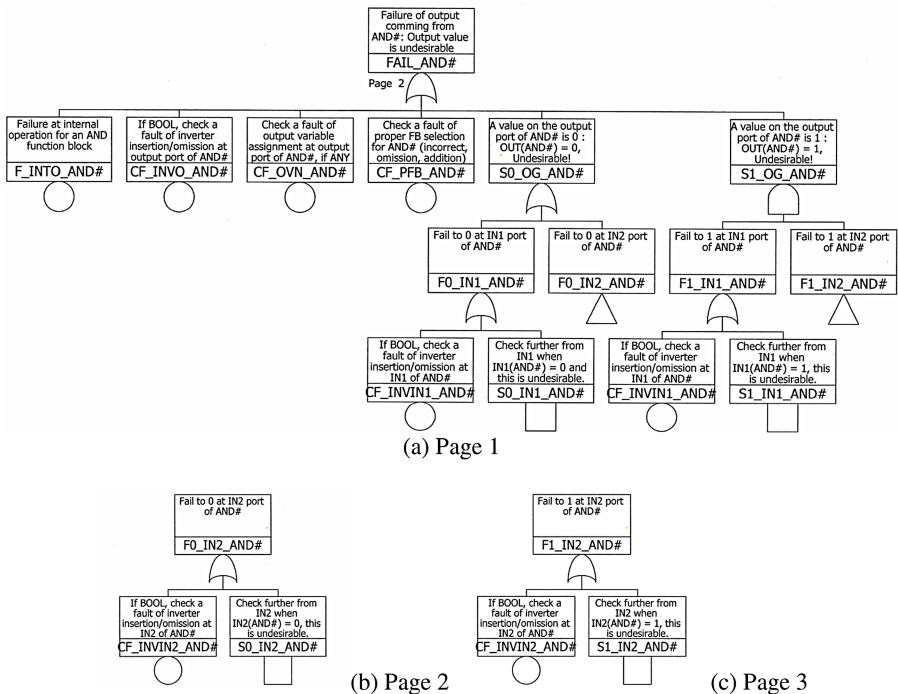 Failure of output
comming from
AND#: Output value
is undesirable
FAIL_AND#
Page 2
Failure at internal
operation for an AND
function block
F_INTO_AND#
If BOOL, check a
fault of inverter
insertion/omission at
output port of AND#
CF_INVO_AND#
Check a fault of
output variable
assignment at output
port of AND#, if ANY
CF_OVN_AND#
Check a fault of
proper FB selection
for AND# (incorrect,
omission, addition)
CF_PFB_AND#
A value on the output
port of AND# is 0 :
OUT(AND#) = 0,
Undesirable!
S0_OG_AND#
A value on the output
port of AND# is 1 :
OUT(AND#) = 1,
Undesirable!
S1_OG_AND#
Fail to 0 at IN1 port
of AND#
F0_IN1_AND#
Fail to 0 at IN2 port
of AND#
F0_IN2_AND#
Fail to 1 at IN1 port
of AND#
F1_IN1_AND#
Fail to 1 at IN2 port
of AND#
F1_IN2_AND#
If BOOL, check a
fault of inverter
insertion/omission at
IN1 of AND#
CF_INVIN1_AND#
Check further from
IN1 when
IN1(AND#) = 0 and
this is undesirable.
S0_IN1_AND#
If BOOL, check a
fault of inverter
insertion/omission at
IN1 of AND#
CF_INVIN1_AND#
Check further from
IN1 when
IN1(AND#) = 1, this
is undesirable.
S1_IN1_AND#
(a) Page 1
Fail to 0 at IN2 port
of AND#
F0_IN2_AND#
If BOOL, check a
fault of inverter
insertion/omission at
IN2 of AND#
CF_INVIN2_AND#
Check further from
IN2 when
IN2(AND#) = 0, this
is undesirable.
S0_IN2_AND#
(b) Page 2
Fail to 1 at IN2 port
of AND#
F1_IN2_AND#
If BOOL, check a
fault of inverter
insertion/omission at
IN2 of AND#
CF_INVIN2_AND#
Check further from
IN2 when
IN2(AND#) = 1, this
is undesirable.
S1_IN2_AND#
(c) Page 3